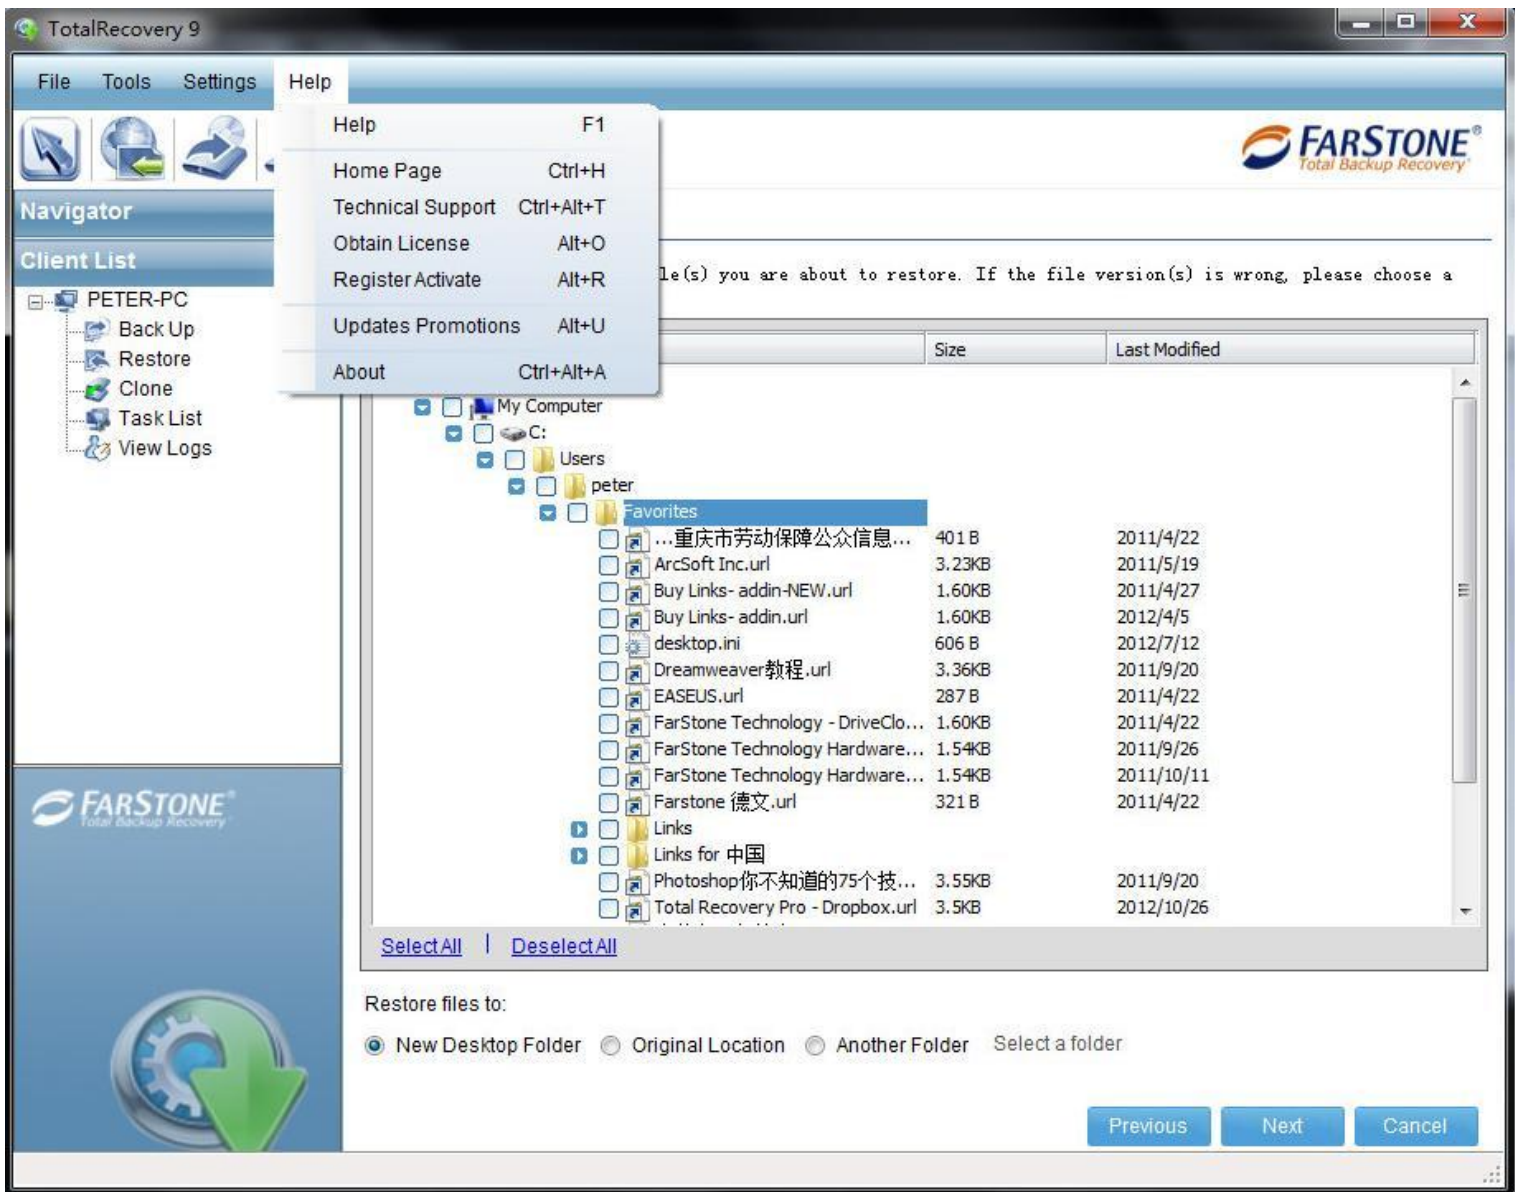 TotalRecovery 9
File Tools Settings Help
Help F1
Home Page Ctrl+H
Technical Support Ctrl+Alt+T
Obtain License Alt+O
Register Activate Alt+R
Updates Promotions Alt+U
About Ctrl+Alt+A
FARSTONE®
Total Backup Recovery
Navigator
Client List
PETER-PC
Back Up
Restore
Clone
Task List
View Logs
FARSTONE®
Total Backup Recovery
le(s) you are about to restore. If the file version(s) is wrong, please choose a
Size Last Modified
My Computer
C:
Users
peter
Favorites
...重庆市劳动保障公众信息... 401 B 2011/4/22
ArcSoft Inc.url 3.23KB 2011/5/19
Buy Links- addin-NEW.url 1.60KB 2011/4/27
Buy Links- addin.url 1.60KB 2012/4/5
desktop.ini 606 B 2012/7/12
Dreamweaver教程.url 3.36KB 2011/9/20
EASEUS.url 287 B 2011/4/22
FarStone Technology - DriveClo... 1.60KB 2011/4/22
FarStone Technology Hardware... 1.54KB 2011/9/26
FarStone Technology Hardware... 1.54KB 2011/10/11
Farstone 德文.url 321 B 2011/4/22
Links
Links for 中国
Photoshop你不知道的75个技... 3.55KB 2011/9/20
Total Recovery Pro - Dropbox.url 3.5KB 2012/10/26
Select All | Deselect All
Restore files to:
New Desktop Folder Original Location Another Folder Select a folder
Previous Next Cancel